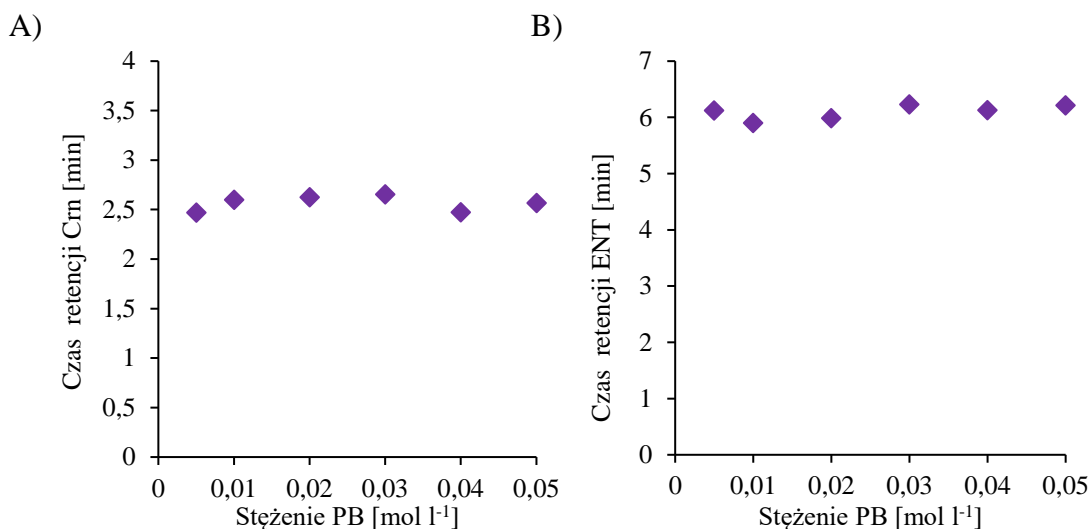 A)
Czas retencji Crn [min]
4
3,5
3
2,5
2
1,5
1
0,5
0
0 0,01 0,02 0,03 0,04 0,05
Stężenie PB [mol l⁻¹]
B)
Czas retencji ENT [min]
7
6
5
4
3
2
1
0
0 0,01 0,02 0,03 0,04 0,05
Stężenie PB [mol l⁻¹]